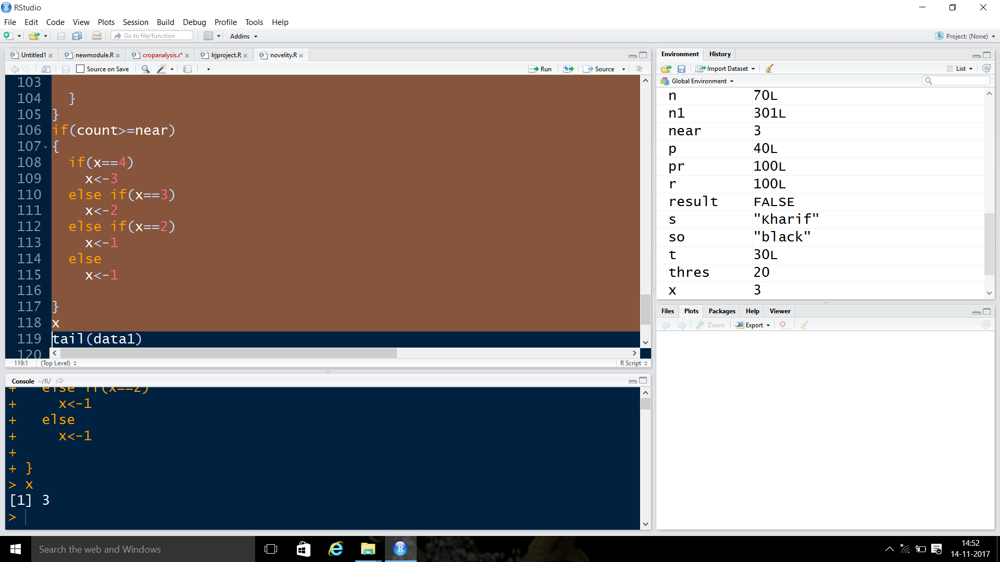 RStudio
File Edit Code View Plots Session Build Debug Profile Tools Help
Go to file/function Addins Project: (None)
Untitled1 newmodule.R cropanalysis.r* lrjproject.R novelity.R
Source on Save Run Source
103
104 }
105 }
106 if(count>=near)
107 {
108 if(x==4)
109 x<-3
110 else if(x==3)
111 x<-2
112 else if(x==2)
113 x<-1
114 else
115 x<-1
116
117 }
118 x
119 tail(data1)
120
119:1 (Top Level) R Script
Console ~/R/
+ else if(x==2)
+ x<-1
+ else
+ x<-1
+
+ }
> x
[1] 3
>
Environment History
Import Dataset List
Global Environment
n 70L
n1 301L
near 3
p 40L
pr 100L
r 100L
result FALSE
s "Kharif"
so "black"
t 30L
thres 20
x 3
Files Plots Packages Help Viewer
Zoom Export
Search the web and Windows
14:52
14-11-2017